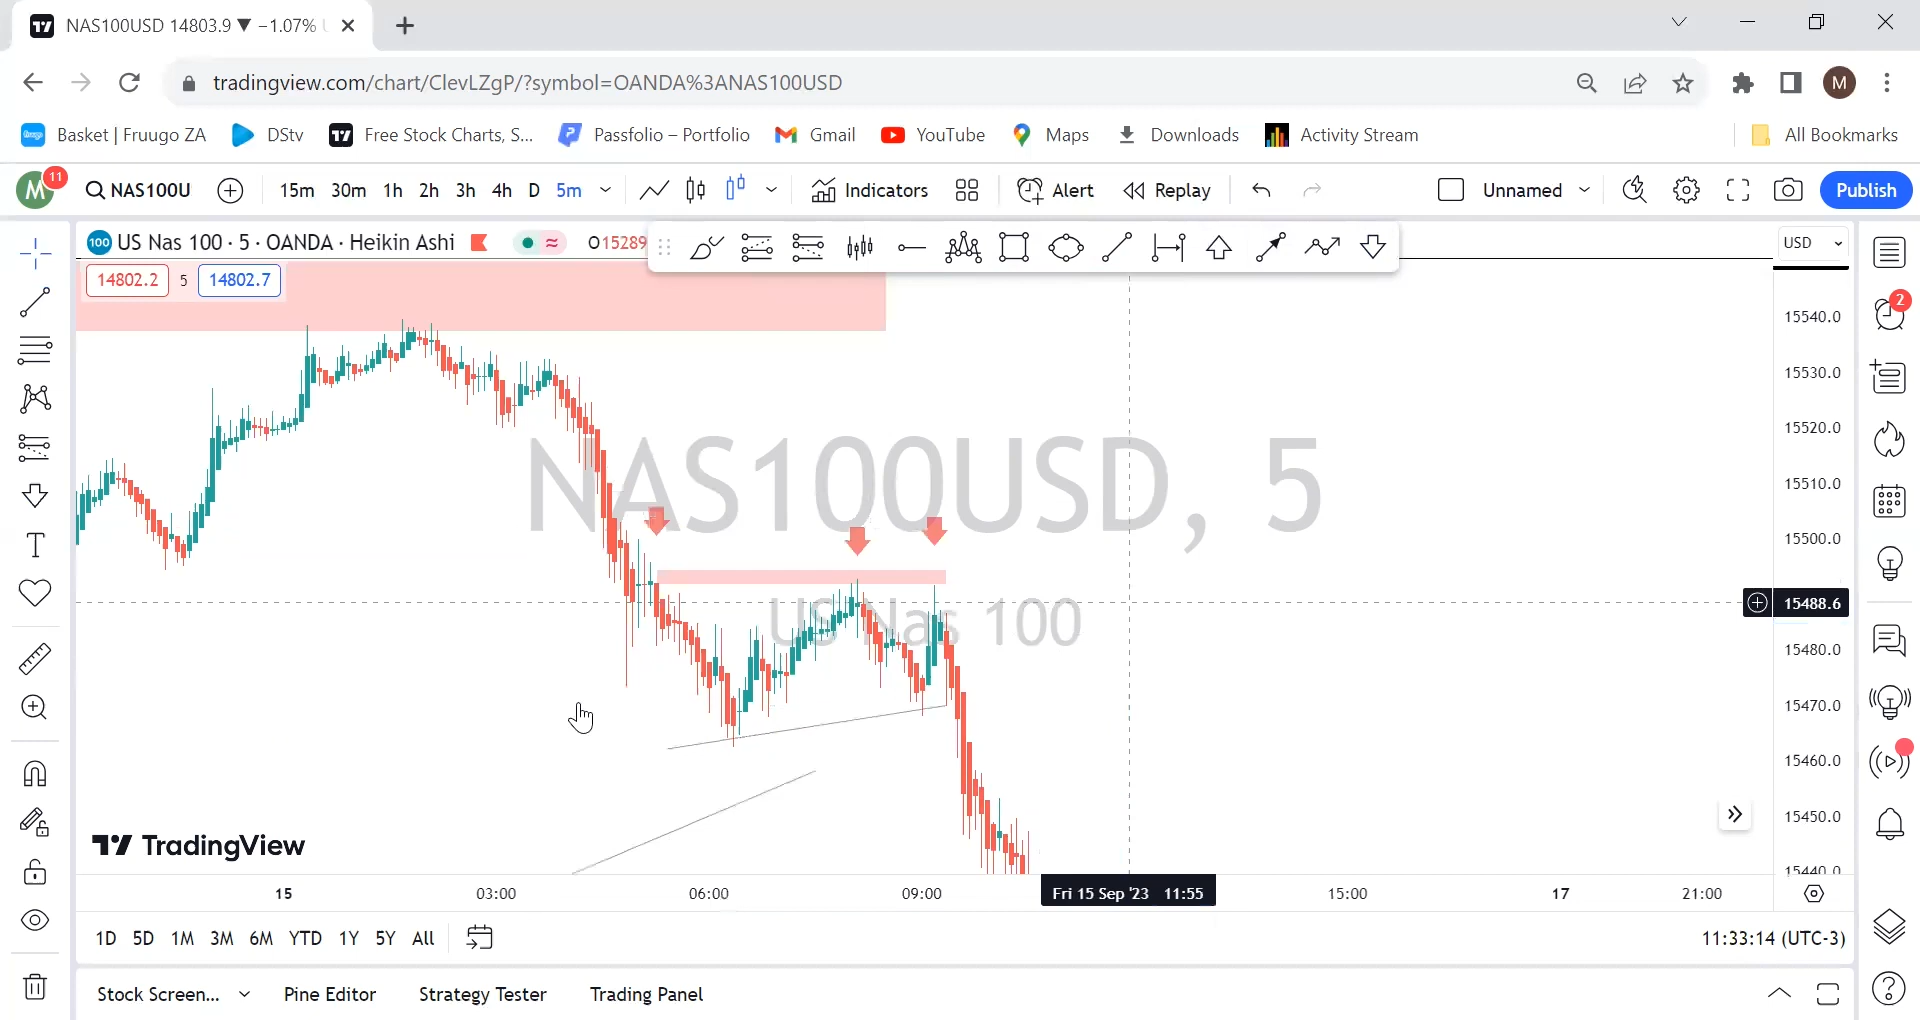 NAS100USD 14803.9 ▼ −1.07%
tradingview.com/chart/ClevLZgP/?symbol=OANDA%3ANAS100USD
M
Basket | Fruugo ZA
DStv
Free Stock Charts, S...
Passfolio – Portfolio
Gmail
YouTube
Maps
Downloads
Activity Stream
All Bookmarks
M 11
NAS100U
15m 30m 1h 2h 3h 4h D 5m
Indicators
Alert
Replay
Unnamed
Publish
100 US Nas 100 · 5 · OANDA · Heikin Ashi
O15289
USD
14802.2 5 14802.7
2
15540.0
15530.0
15520.0
15510.0
15500.0
15488.6
15480.0
15470.0
15460.0
15450.0
15440.0
NAS100USD, 5
US Nas 100
TradingView
15 03:00 06:00 09:00 Fri 15 Sep '23 11:55 15:00 17 21:00
1D 5D 1M 3M 6M YTD 1Y 5Y All
11:33:14 (UTC-3)
Stock Screen... Pine Editor Strategy Tester Trading Panel